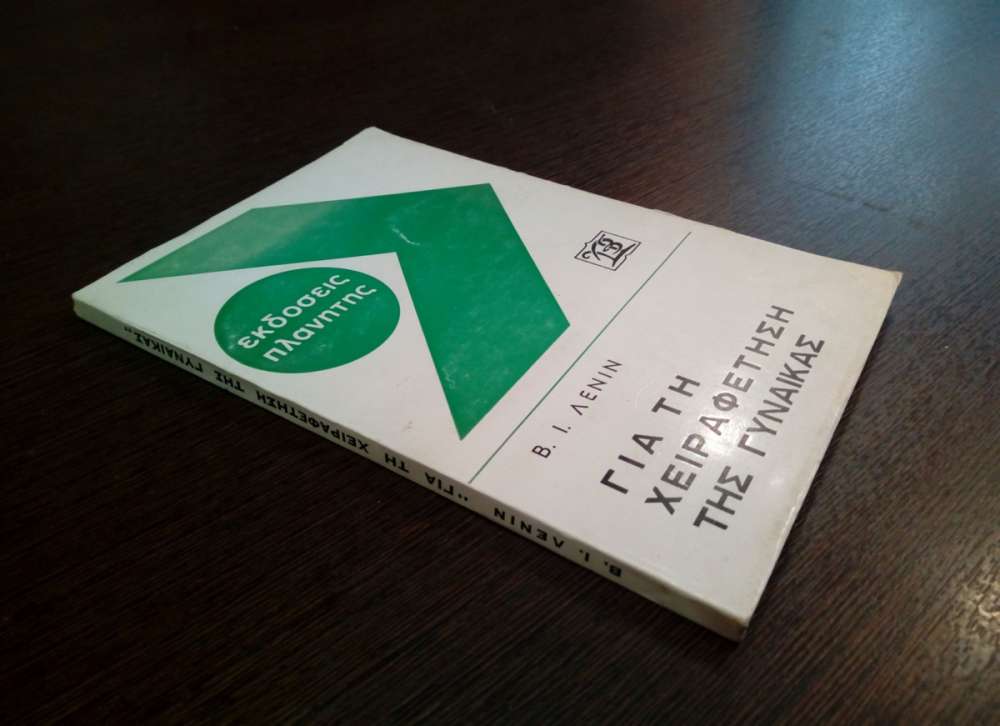 εκδοσεις
πλανητης
Β. Ι. ΛΕΝΙΝ
ΓΙΑ ΤΗ
ΧΕΙΡΑΦΕΤΗΣΗ
ΤΗΣ ΓΥΝΑΙΚΑΣ
Β. Ι. ΛΕΝΙΝ "ΓΙΑ ΤΗ ΧΕΙΡΑΦΕΤΗΣΗ ΤΗΣ ΓΥΝΑΙΚΑΣ"